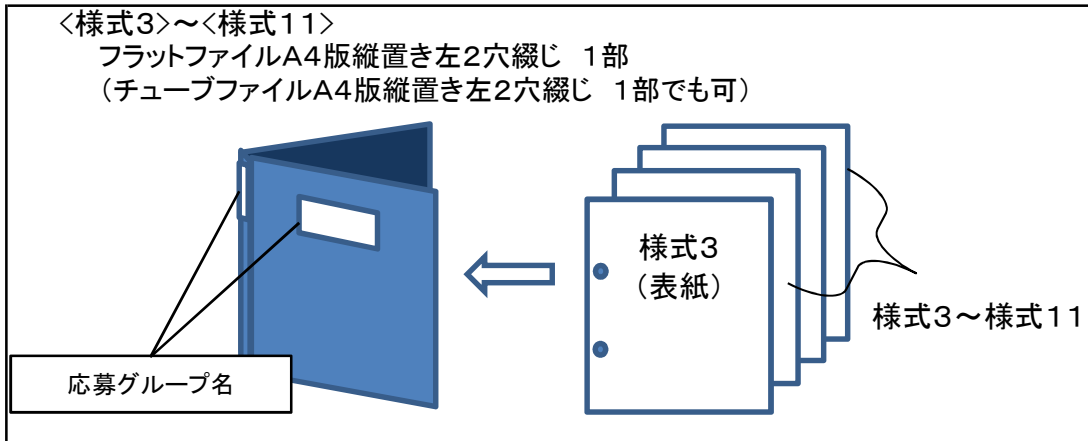 <様式3>~<様式11>
フラットファイルA4版縦置き左2穴綴じ 1部
(チューブファイルA4版縦置き左2穴綴じ 1部でも可)
様式3
(表紙)
様式3~様式11
応募グループ名